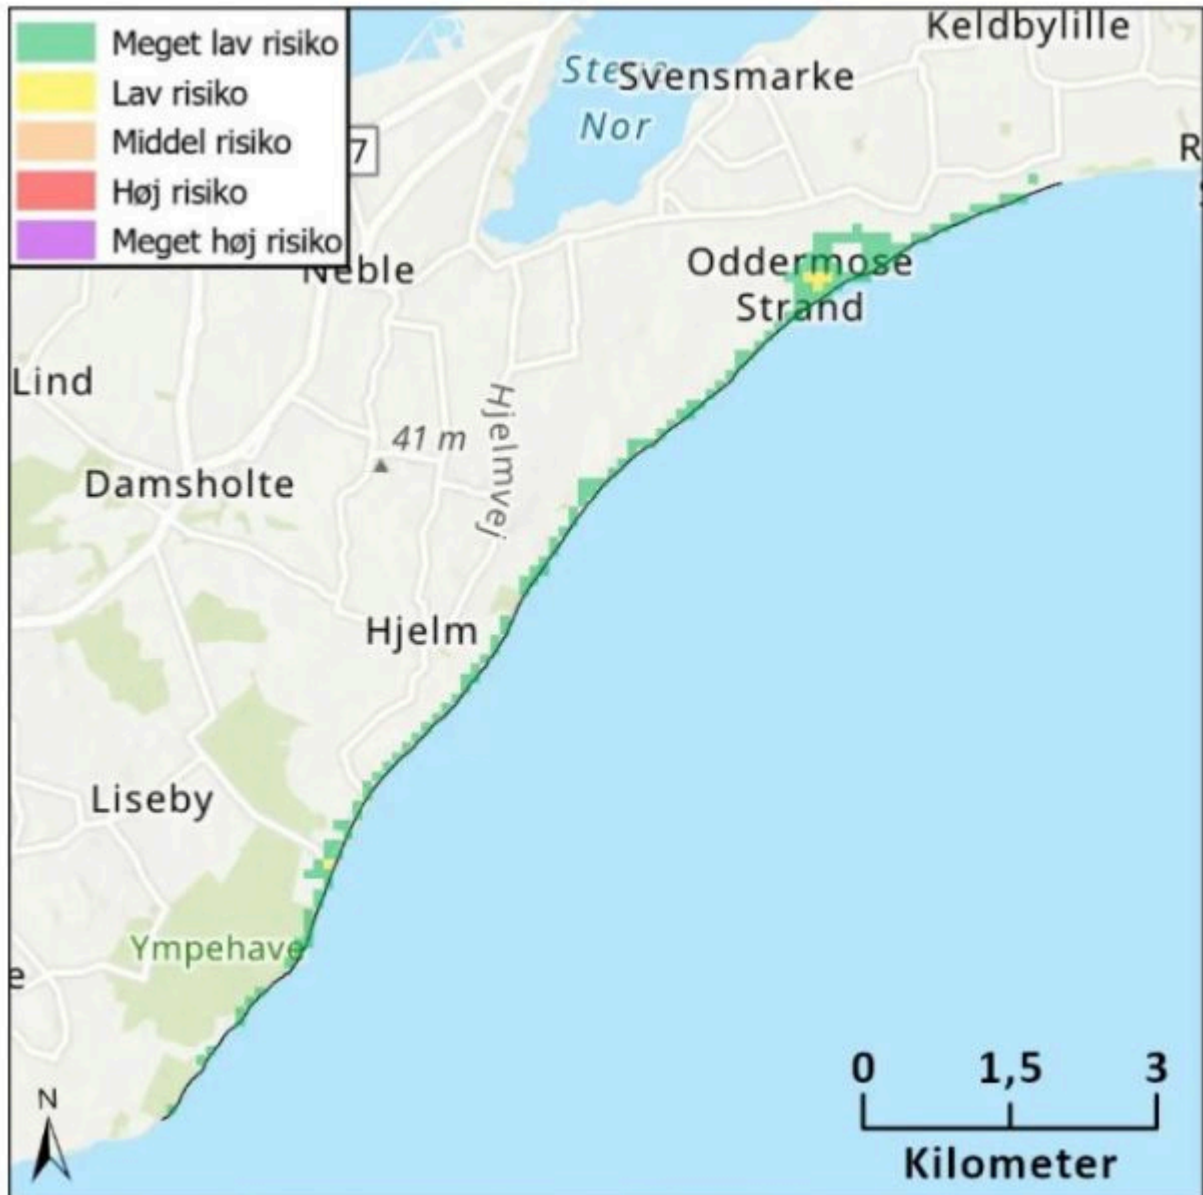 Meget lav risiko
Lav risiko
Middel risiko
Høj risiko
Meget høj risiko
7
Keldbylille
Svensmarke
Nor
R
Neble
Oddermose
Strand
Lind
41 m
Hjelmvej
Damsholte
Hjelm
Liseby
Ympehave
e
N
0 1,5 3
Kilometer